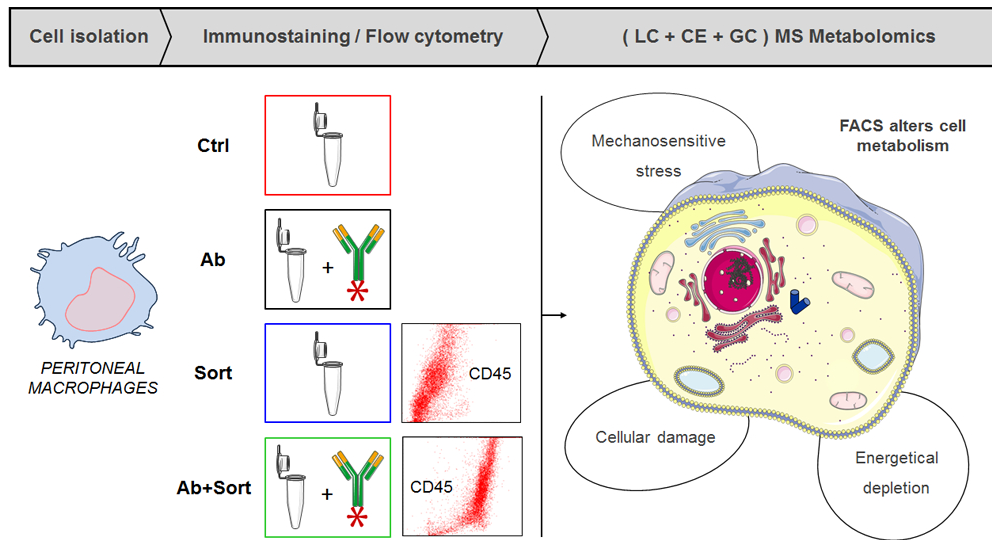 Cell isolation
Immunostaining / Flow cytometry
( LC + CE + GC ) MS Metabolomics
Ctrl
Ab
+
Sort
CD45
Ab+Sort
+
CD45
PERITONEAL
MACROPHAGES
Mechanosensitive
stress
FACS alters cell
metabolism
Cellular damage
Energetical
depletion